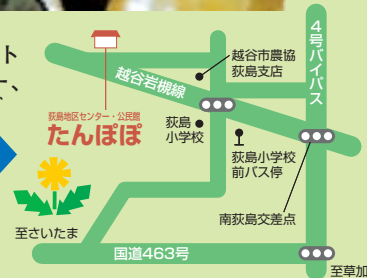 ト
、
4号バイパス
越谷市農協
荻島支店
越谷岩槻線
荻島地区センター・公民館
たんぽぽ
荻島
小学校
荻島小学校
前バス停
南荻島交差点
至さいたま
国道463号
至草加